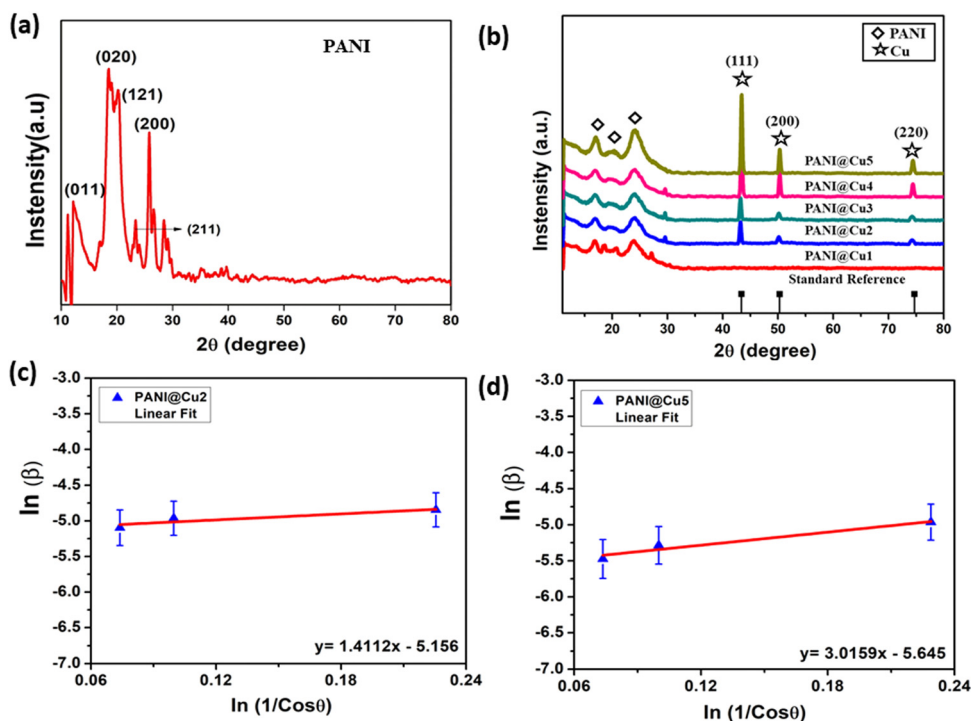 (a)
PANI
(020)
(121)
(200)
(011)
(211)
Instensity(a.u)
10 20 30 40 50 60 70 80
2θ (degree)
(b)
PANI
Cu
(111)
(200)
(220)
PANI@Cu5
PANI@Cu4
PANI@Cu3
PANI@Cu2
PANI@Cu1
Standard Reference
Instensity (a.u.)
20 30 40 50 60 70 80
2θ (degree)
(c)
-3.0
-3.5
-4.0
-4.5
-5.0
-5.5
-6.0
-6.5
-7.0
PANI@Cu2
Linear Fit
ln (β)
y= 1.4112x - 5.156
0.06 0.12 0.18 0.24
ln (1/Cosθ)
(d)
-3.0
-3.5
-4.0
-4.5
-5.0
-5.5
-6.0
-6.5
-7.0
PANI@Cu5
Linear Fit
ln (β)
y= 3.0159x - 5.645
0.06 0.12 0.18 0.24
ln (1/Cosθ)